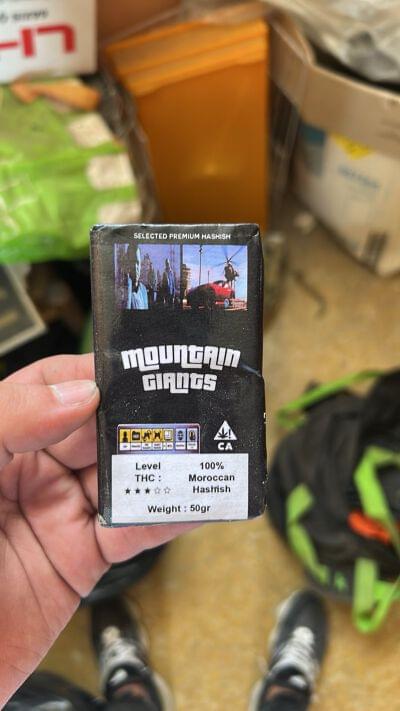 SELECTED PREMIUM HASHISH
MOUNTAIN
GIANTS
CA
Level 100%
THC : Moroccan
★★★☆☆ Hashish
Weight : 50gr